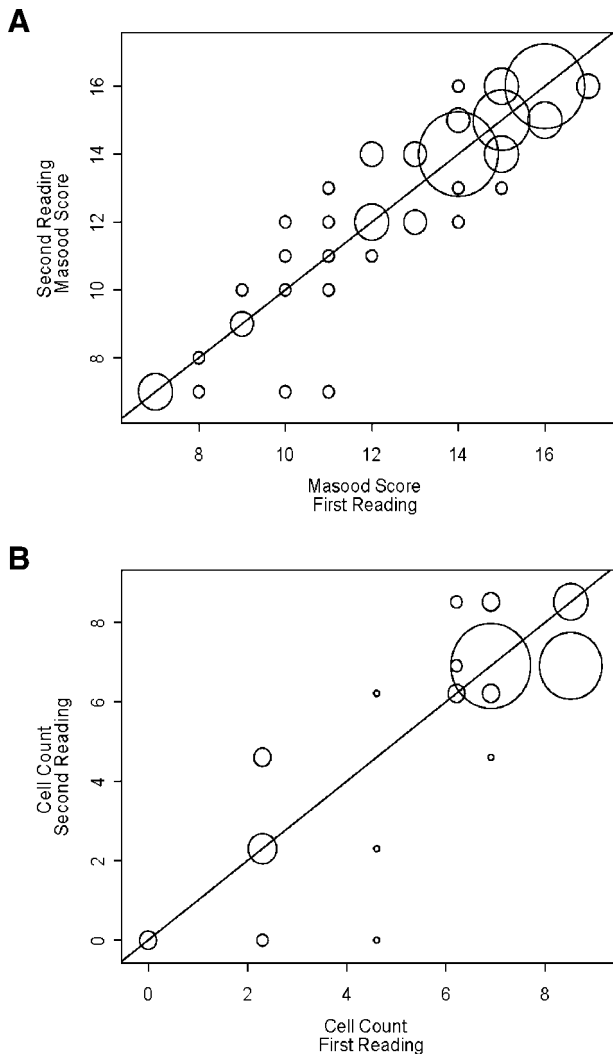 A
Second Reading
Masood Score
16
14
12
10
8
8 10 12 14 16
Masood Score
First Reading
B
Cell Count
Second Reading
8
6
4
2
0
0 2 4 6 8
Cell Count
First Reading